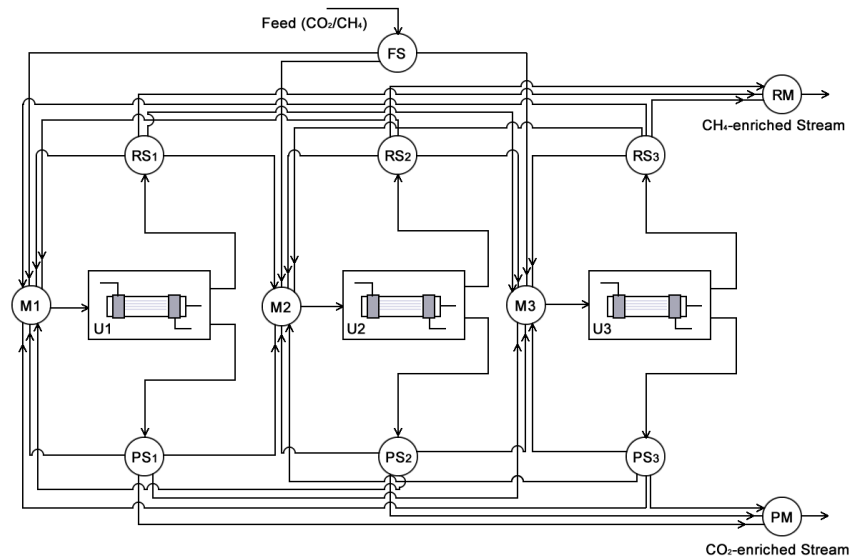 Feed (CO₂/CH₄)
FS
RM
CH₄-enriched Stream
RS₁
RS₂
RS₃
M1
U1
M2
U2
M3
U3
PS₁
PS₂
PS₃
PM
CO₂-enriched Stream